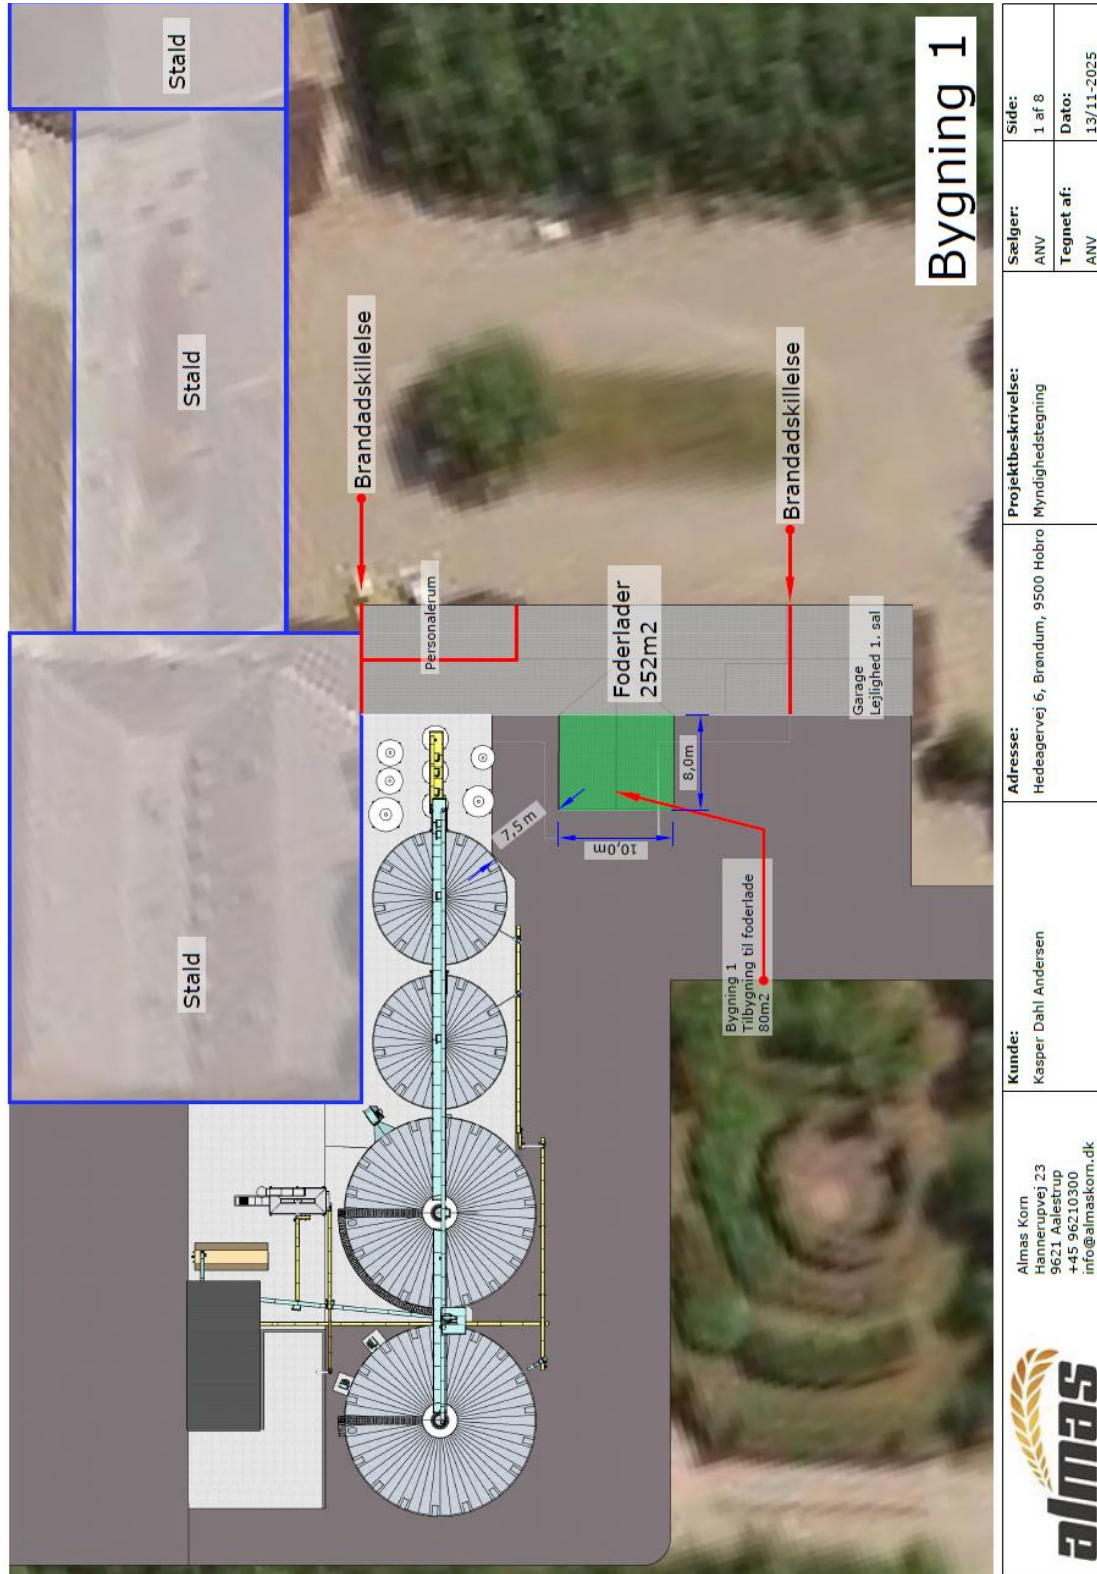 Bygning 1
Stald
Stald
Stald
Brandadskillelse
Brandadskillelse
Personalerum
Foderlader
252m2
Garage
Lejlighed 1. sal
7,5 m
10,0m
8,0m
Bygning 1
Tilbygning til foderlade
80m2
almas
Almas Korn
Hannerupvej 23
9621 Aalestrup
+45 96210300
info@almaskorn.dk
Kunde:
Kasper Dahl Andersen
Adresse:
Hedeagervej 6, Brøndum, 9500 Hobro
Projektbeskrivelse:
Myndighedstegning
Sælger:
ANV
Tegnet af:
ANV
Side:
1 af 8
Dato:
13/11-2025